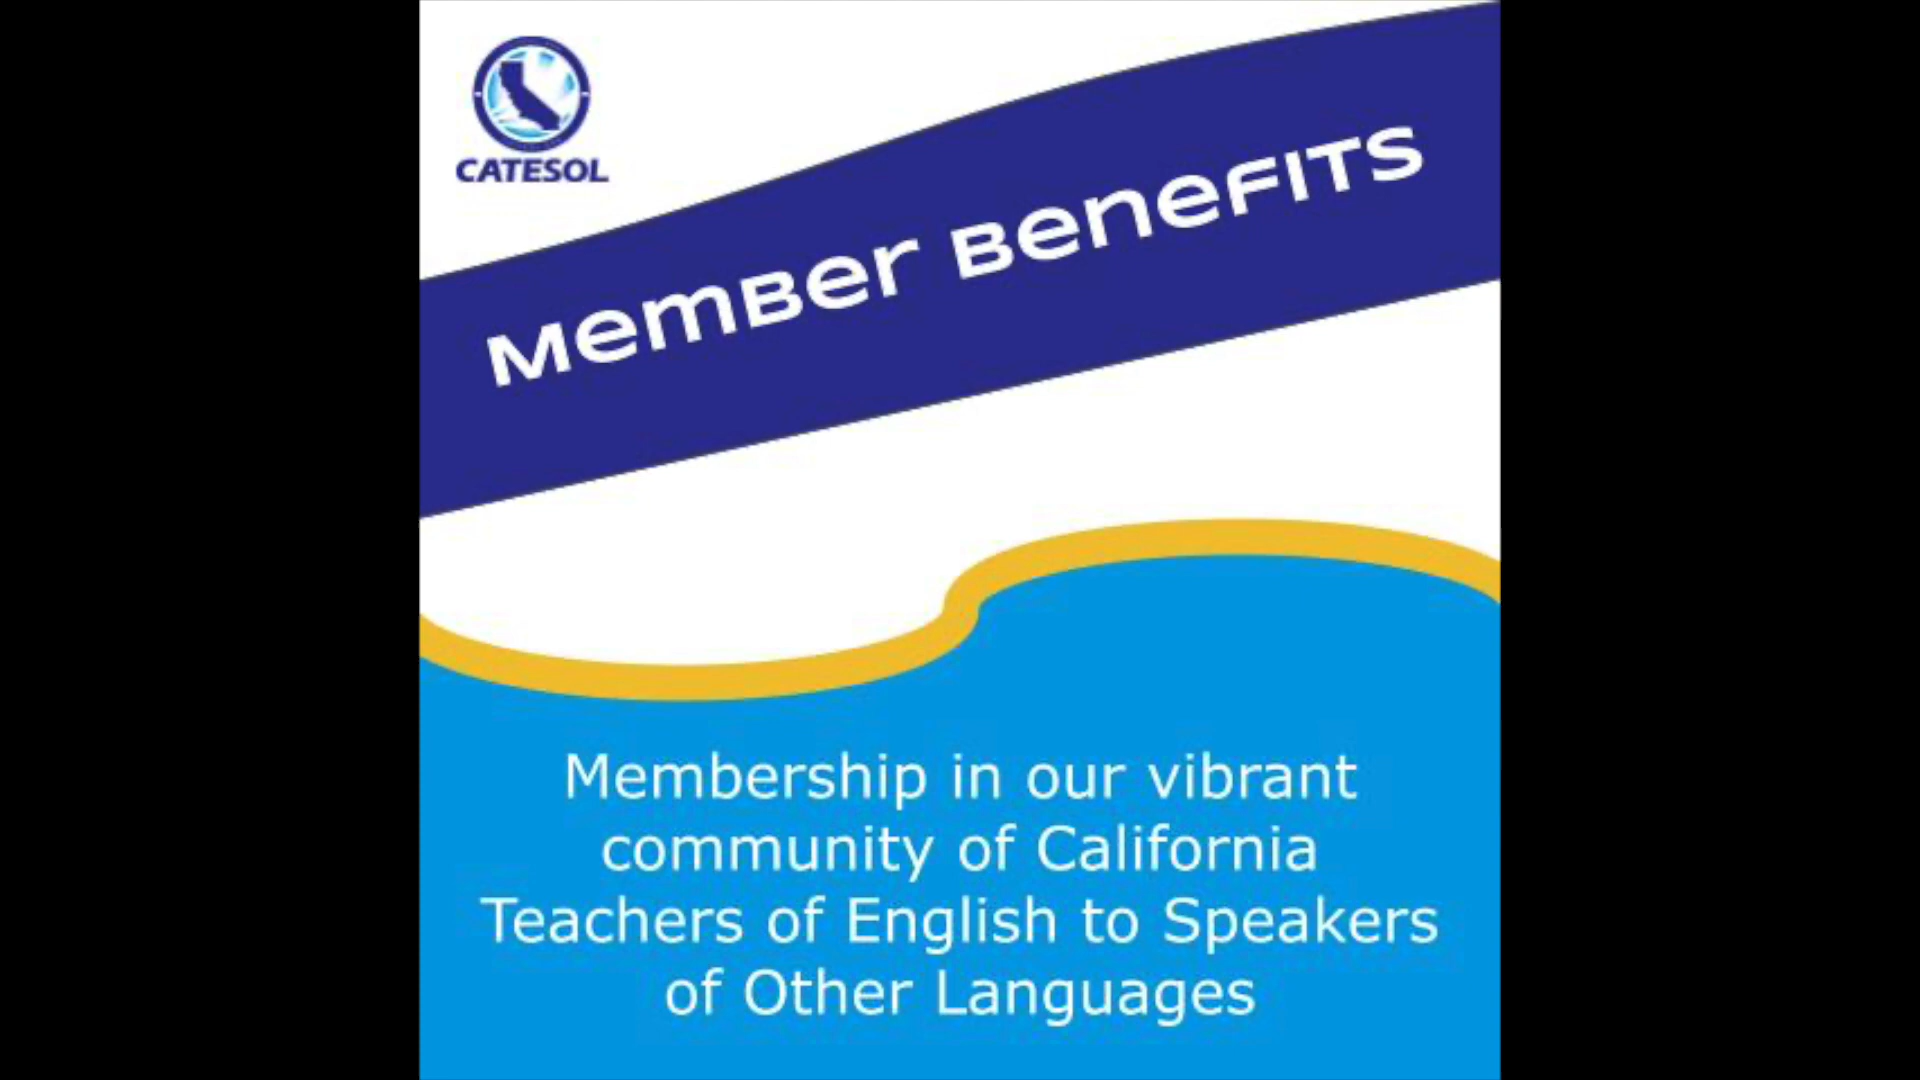 CATESOL
MemBer BeneFITS
Membership in our vibrant
community of California
Teachers of English to Speakers
of Other Languages